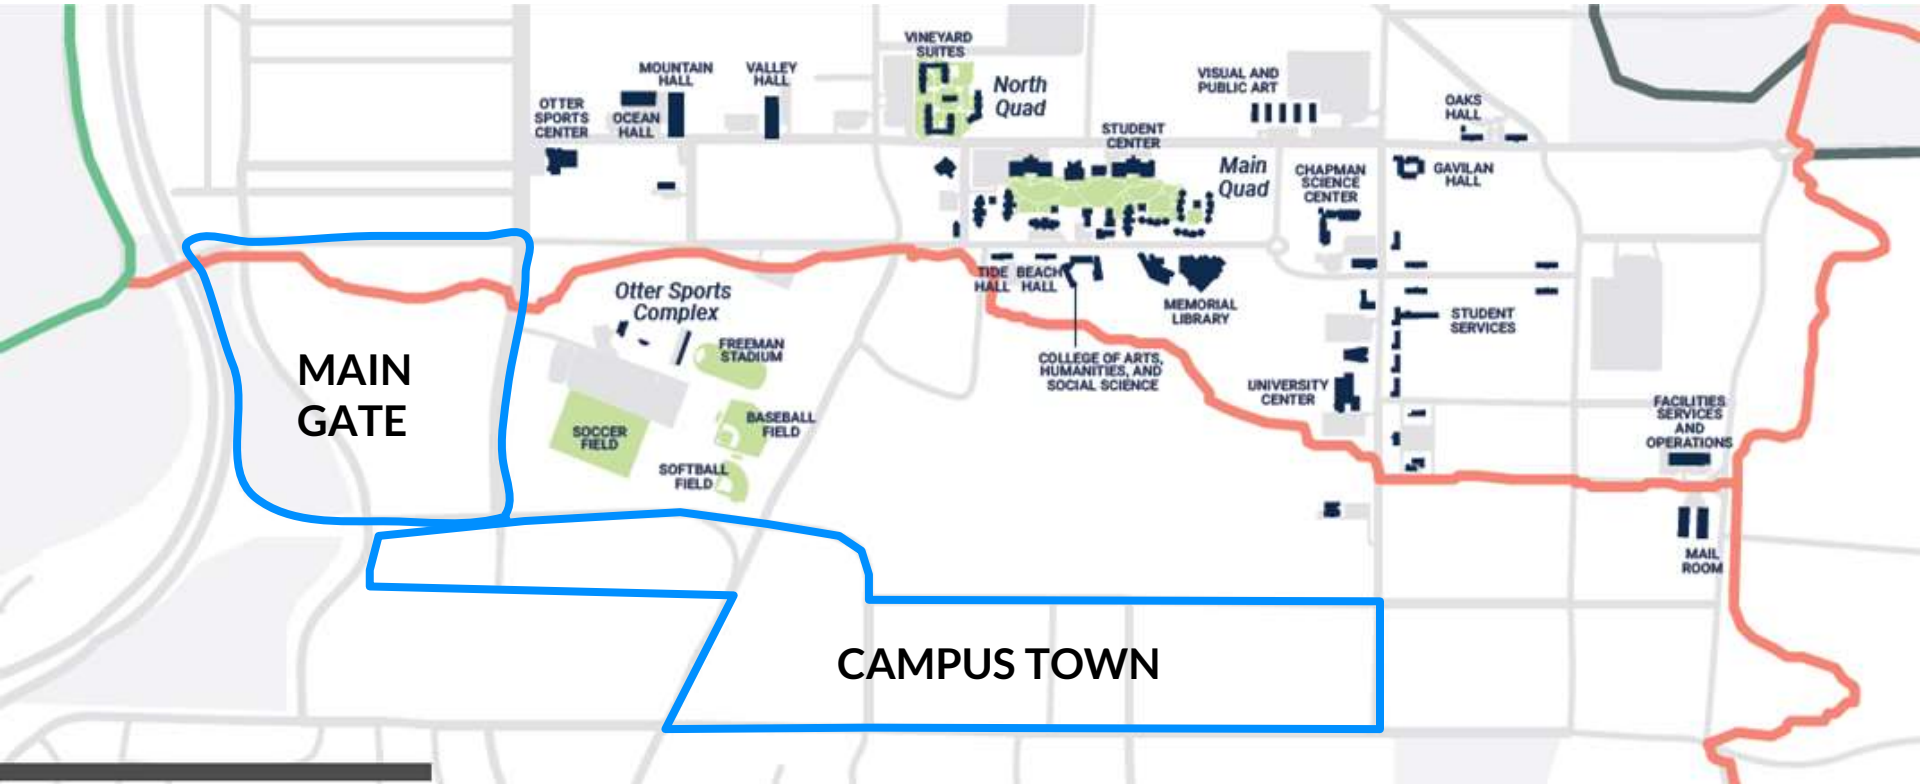 VINEYARD
SUITES
North
Quad
MOUNTAIN
HALL
VALLEY
HALL
VISUAL AND
PUBLIC ART
OTTER
SPORTS
CENTER
OCEAN
HALL
OAKS
HALL
STUDENT
CENTER
Main
Quad
CHAPMAN
SCIENCE
CENTER
GAVILAN
HALL
TIDE
HALL
BEACH
HALL
MEMORIAL
LIBRARY
Otter Sports
Complex
STUDENT
SERVICES
FREEMAN
STADIUM
COLLEGE OF ARTS,
HUMANITIES, AND
SOCIAL SCIENCE
MAIN
GATE
UNIVERSITY
CENTER
BASEBALL
FIELD
SOCCER
FIELD
SOFTBALL
FIELD
FACILITIES
SERVICES
AND
OPERATIONS
MAIL
ROOM
CAMPUS TOWN